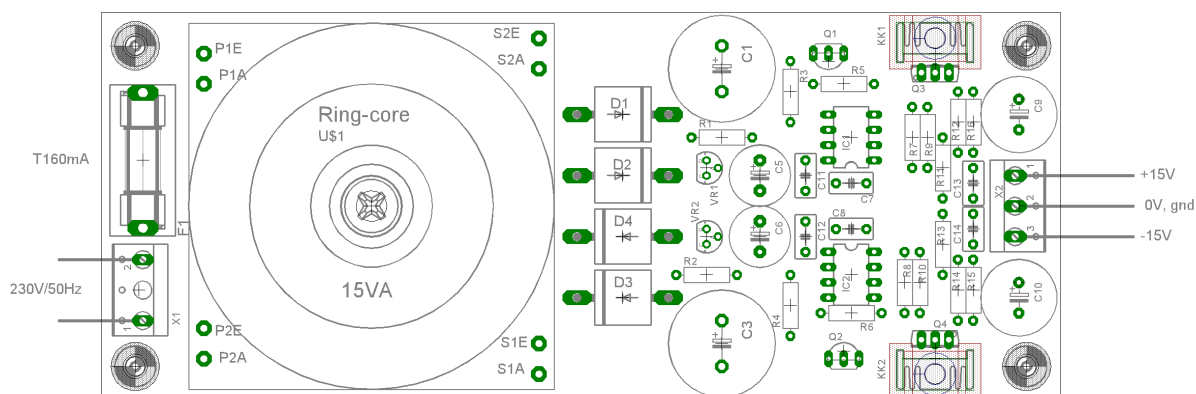 T160mA
F1
230V/50Hz
2
1
X1
P1E
P1A
P2E
P2A
Ring-core
U$1
15VA
S2E
S2A
S1E
S1A
D1
D2
D4
D3
C1
C3
R1
R2
VR1
VR2
C5
C6
R3
R4
Q1
Q2
R5
R6
IC1
IC2
C11
C12
C7
C8
KK1
KK2
Q3
Q4
R7
R9
R8
R10
R11
R13
R12
R16
R14
R15
C13
C14
C9
C10
X2
1
2
3
+15V
0V, gnd
-15V